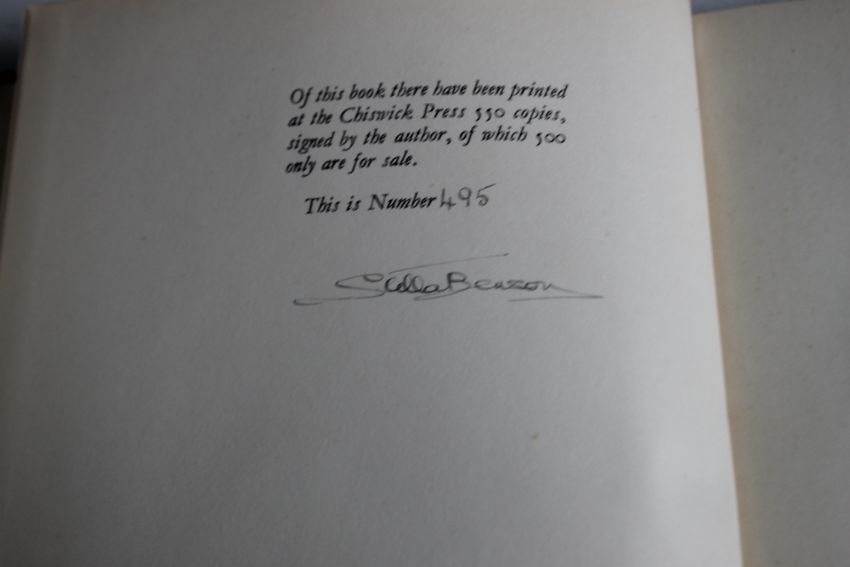 Of this book there have been printed
at the Chiswick Press 550 copies,
signed by the author, of which 500
only are for sale.
This is Number 495
Stella Benson